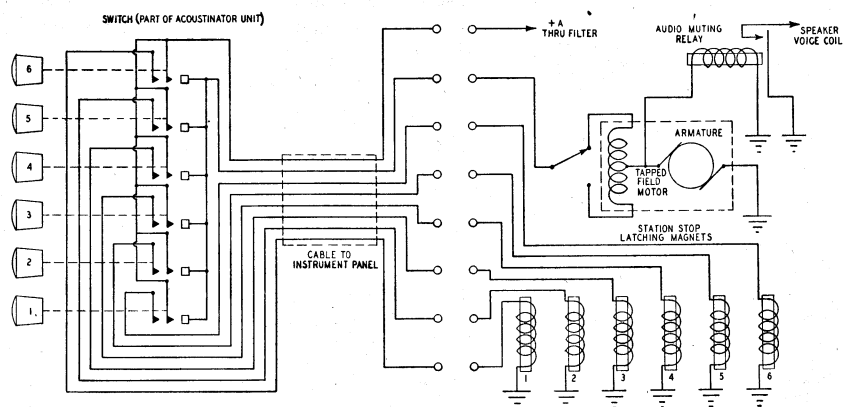 SWITCH (PART OF ACOUSTINATOR UNIT)
+A
THRU FILTER
AUDIO MUTING
RELAY
SPEAKER
VOICE COIL
6
5
4
3
2
1.
ARMATURE
TAPPED
FIELD
MOTOR
STATION STOP
LATCHING MAGNETS
CABLE TO
INSTRUMENT PANEL
1 2 3 4 5 6